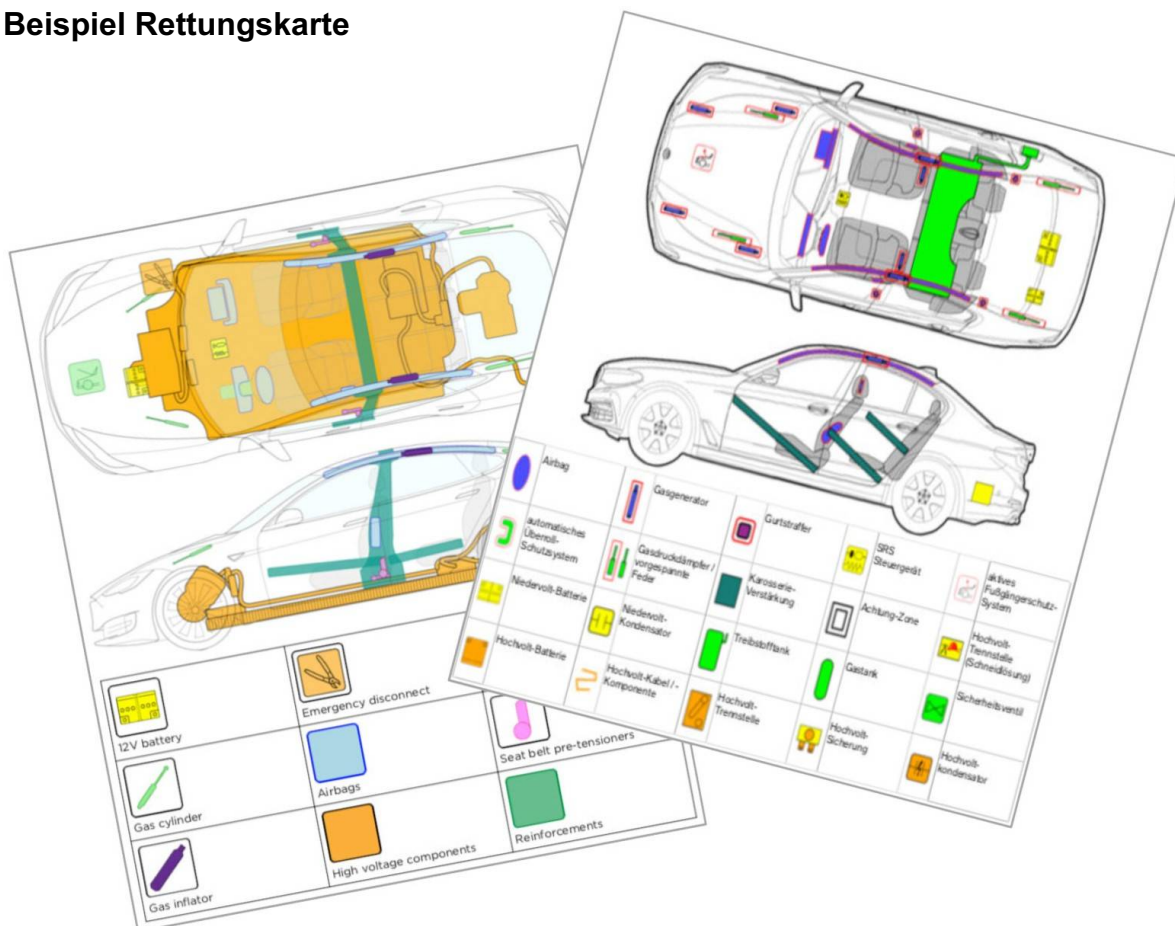 Beispiel Rettungskarte
Airbag
Gasgenerator
Gurtstraffer
SRS
Steuergerät
aktives
Fußgängerschutz-
System
automatisches
Überroll-
Schutzsystem
Gasdruckdämpfer /
vorgespannte
Feder
Karosserie-
Verstärkung
Achtung-Zone
Hochvolt-
Trennstelle
(Schneidlösung)
Niedervolt-Batterie
Niedervolt-
Kondensator
Treibstofftank
Gastank
Sicherheitsventil
Hochvolt-Batterie
Hochvolt-Kabel / -
Komponente
Hochvolt-
Trennstelle
Hochvolt-
Sicherung
Hochvolt-
kondensator
12V battery
Emergency disconnect
Seat belt pre-tensioners
Gas cylinder
Airbags
Reinforcements
Gas inflator
High voltage components